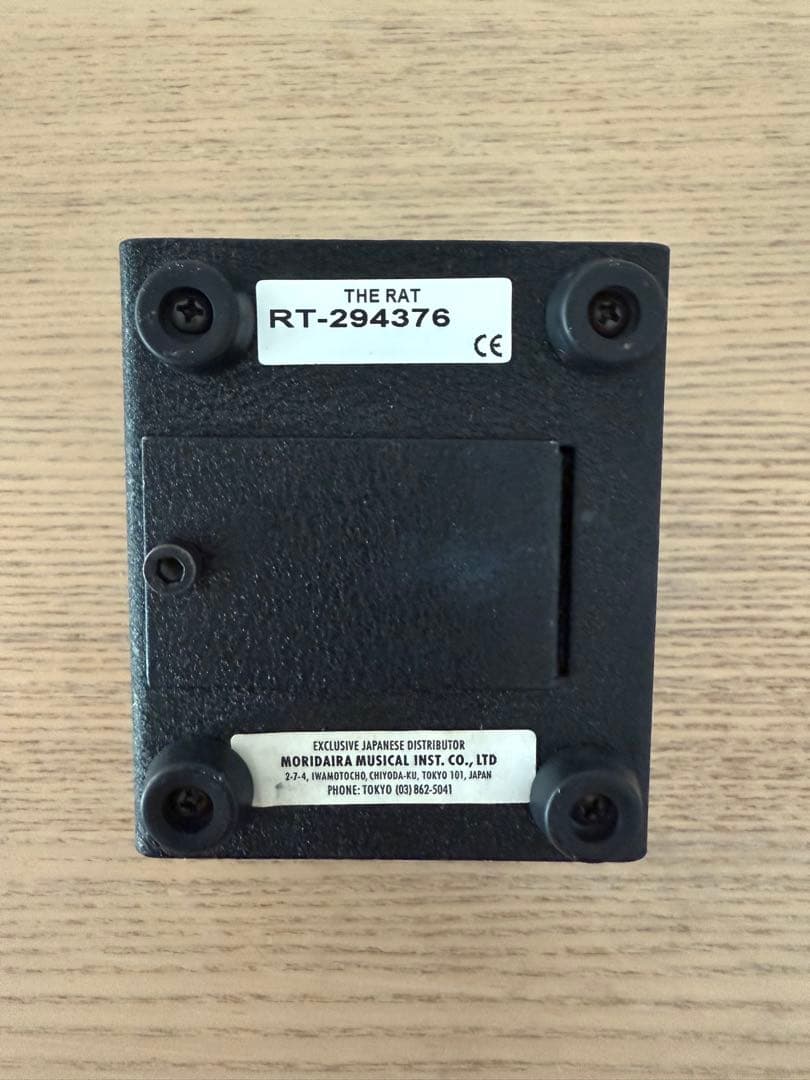 THE RAT
RT-294376
CE
EXCLUSIVE JAPANESE DISTRIBUTOR
MORIDAIRA MUSICAL INST. CO., LTD
2-7-4, IWAMOTOCHO, CHIYODA-KU, TOKYO 101, JAPAN
PHONE: TOKYO (03) 862-5041